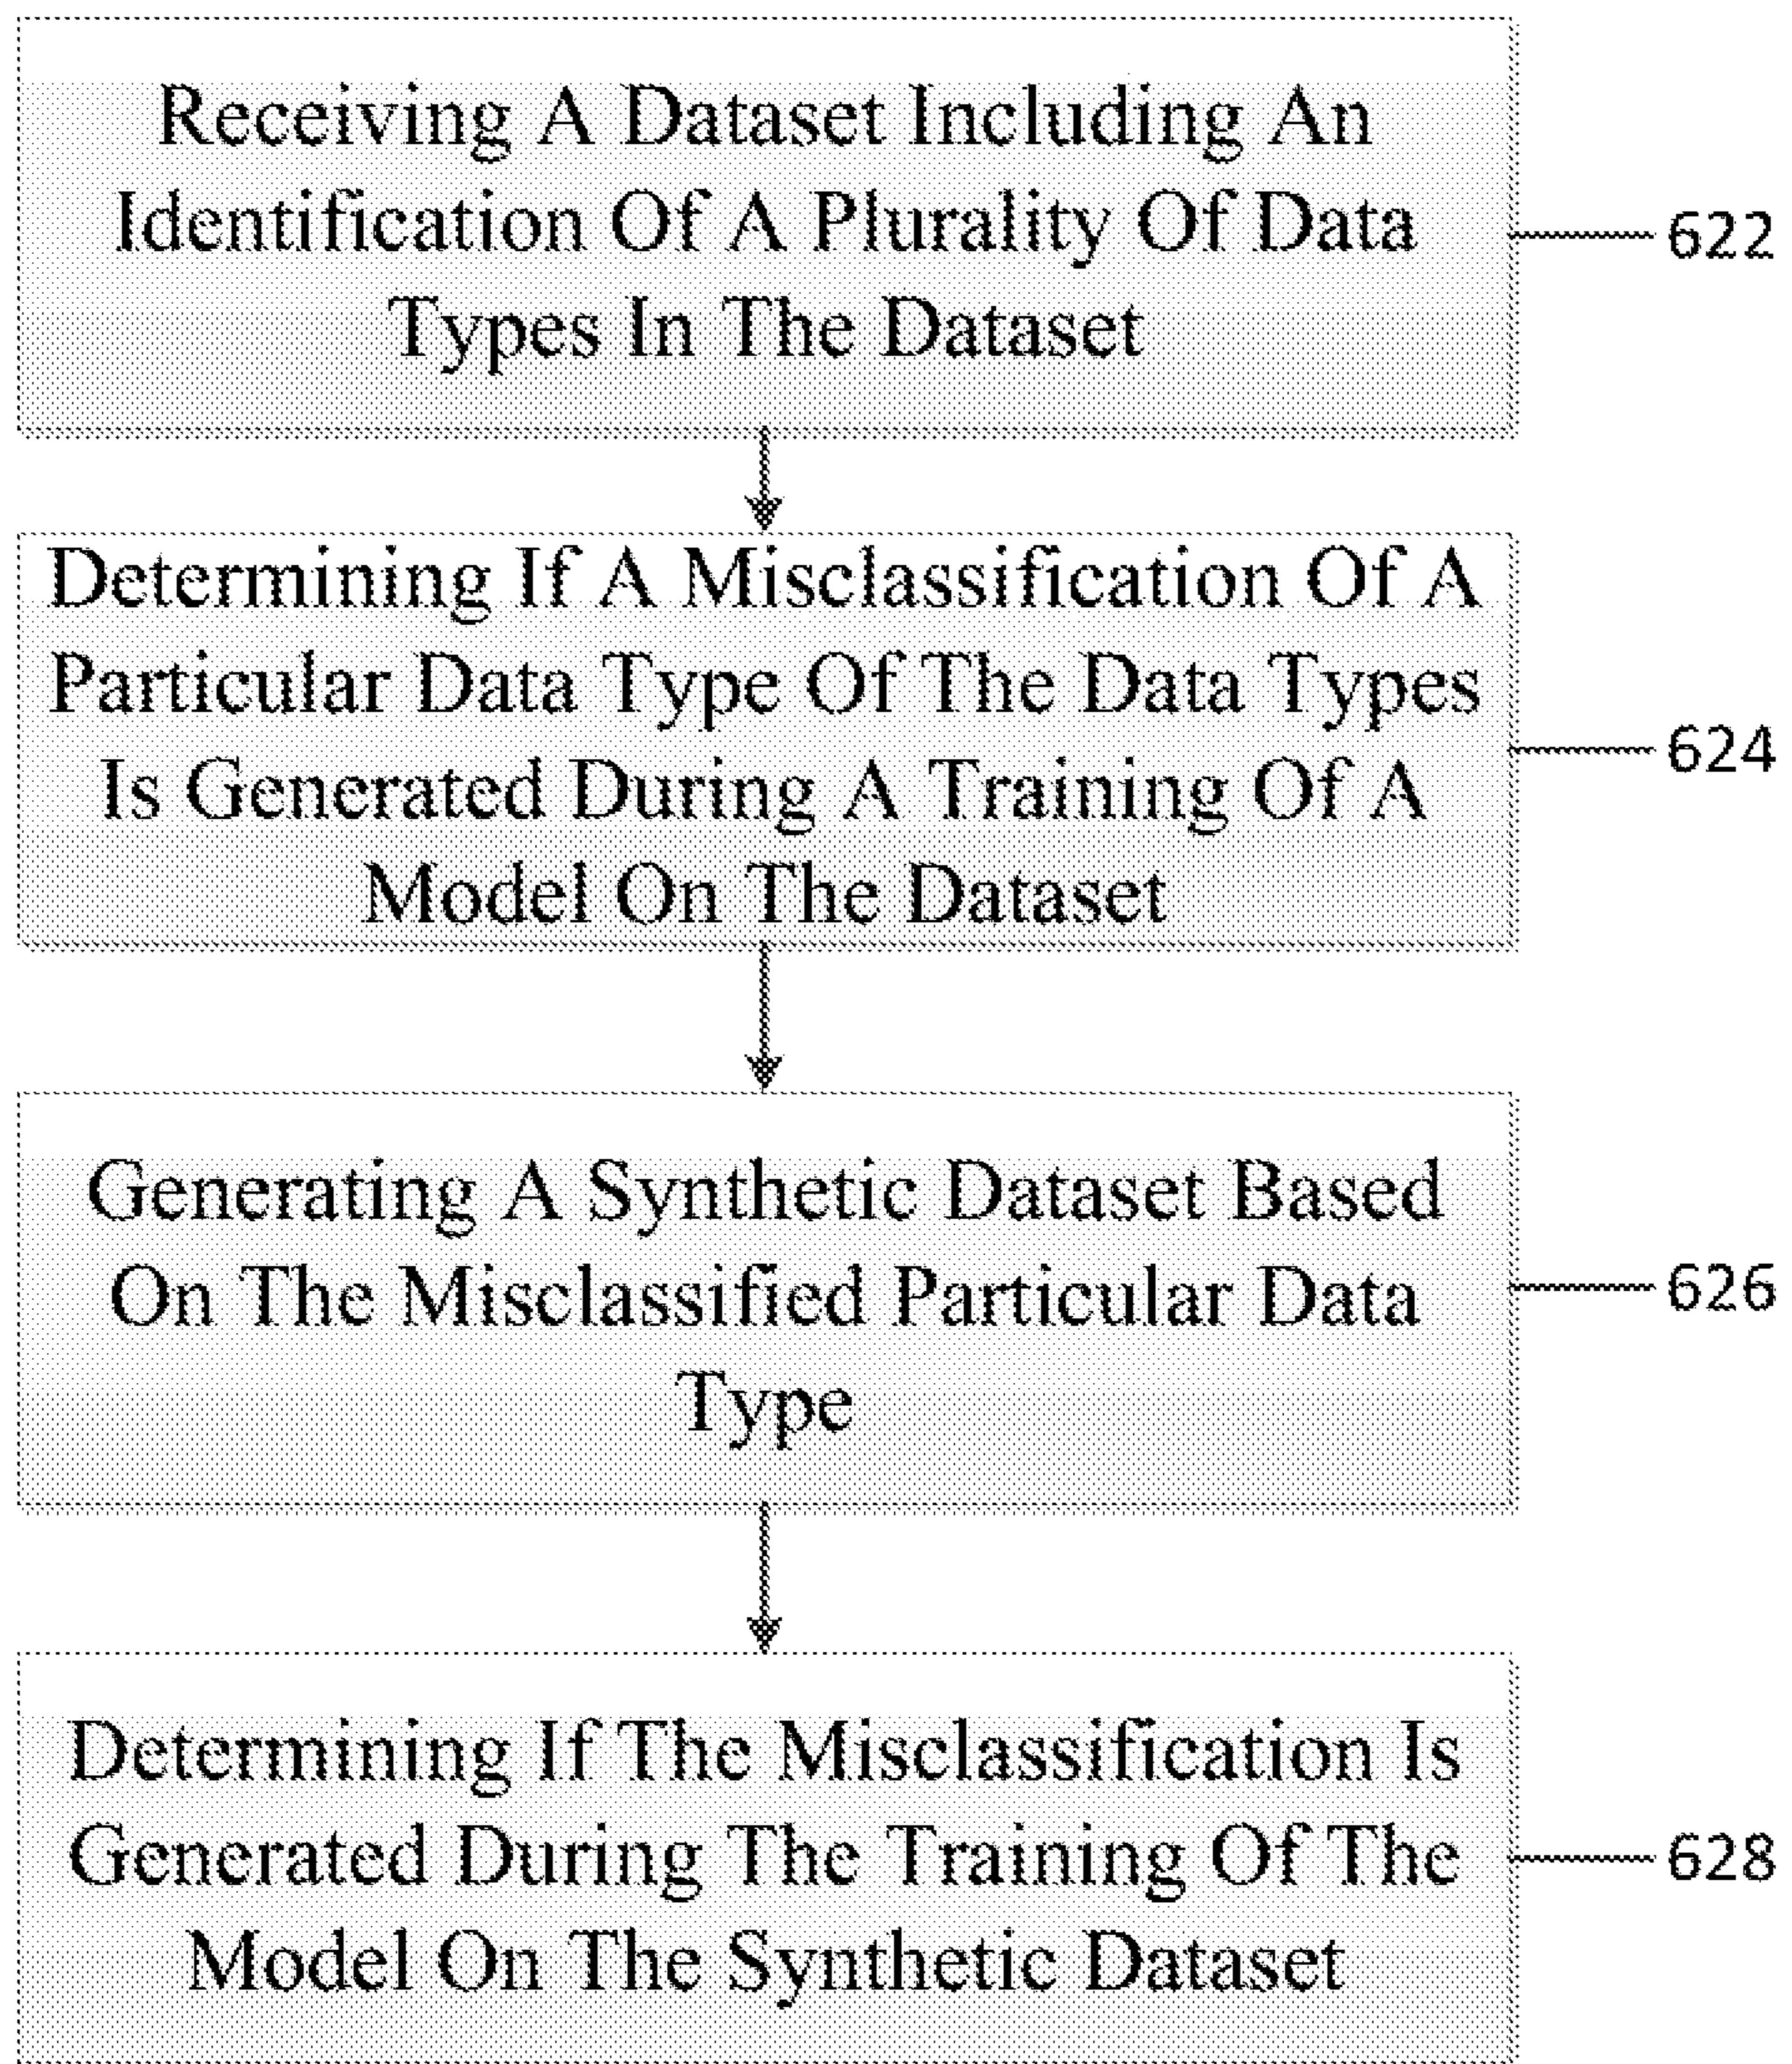 Receiving A Dataset Including An
Identification Of A Plurality Of Data
Types In The Dataset
622
Determining If A Misclassification Of A
Particular Data Type Of The Data Types
Is Generated During A Training Of A
Model On The Dataset
624
Generating A Synthetic Dataset Based
On The Misclassified Particular Data
Type
626
Determining If The Misclassification Is
Generated During The Training Of The
Model On The Synthetic Dataset
628